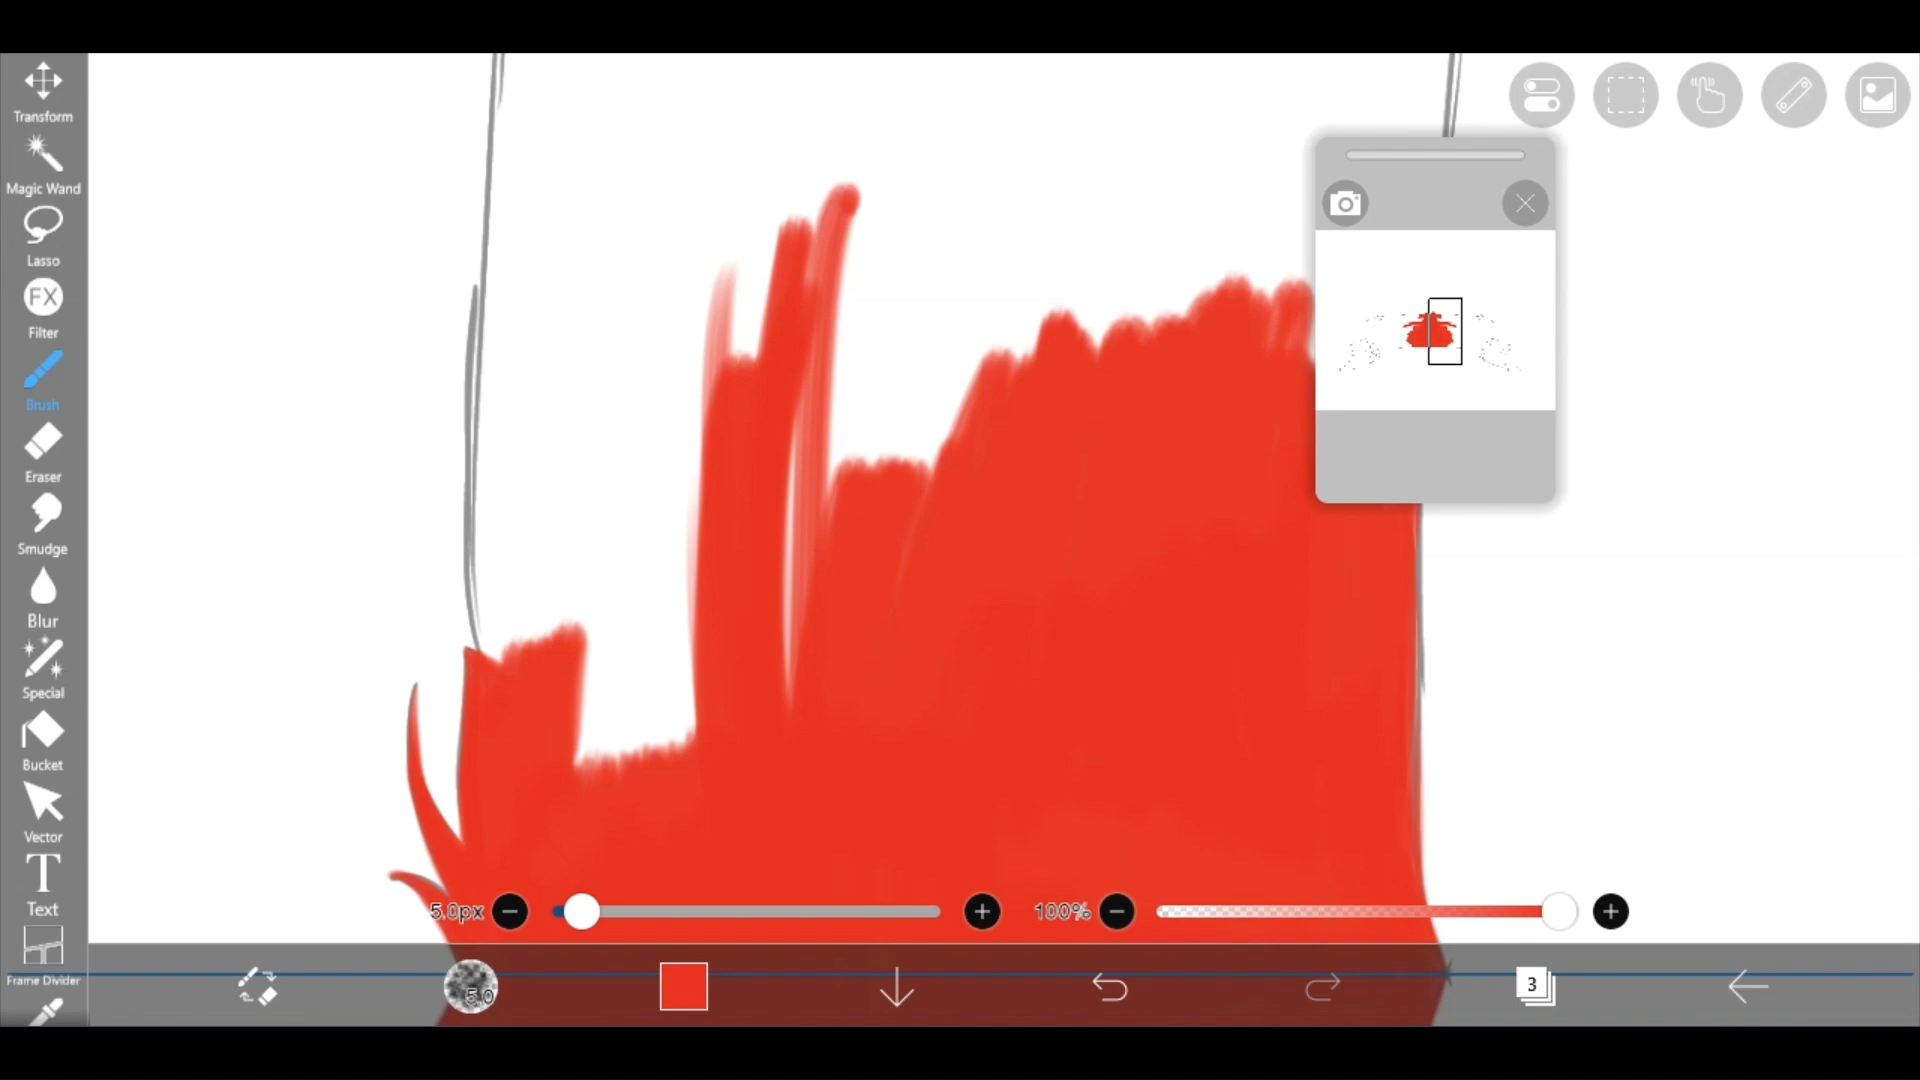 Transform
Magic Wand
Lasso
FX
Filter
Brush
Eraser
Smudge
Blur
Special
Bucket
Vector
T
Text
Frame Divider
5.0px
100%
5.0
3